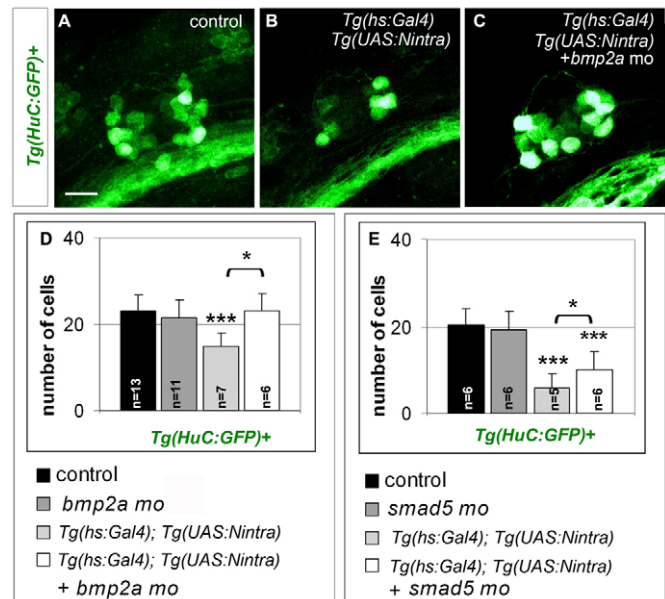 Tg(HuC:GFP)+
A control
B Tg(hs:Gal4)
Tg(UAS:Nintra)
C Tg(hs:Gal4)
Tg(UAS:Nintra)
+bmp2a mo
D
number of cells
40
20
0
***
*
n=13
n=11
n=7
n=6
Tg(HuC:GFP)+
control
bmp2a mo
Tg(hs:Gal4); Tg(UAS:Nintra)
Tg(hs:Gal4); Tg(UAS:Nintra)
+ bmp2a mo
E
number of cells
40
20
0
***
*
***
n=6
n=6
n=5
n=6
Tg(HuC:GFP)+
control
smad5 mo
Tg(hs:Gal4); Tg(UAS:Nintra)
Tg(hs:Gal4); Tg(UAS:Nintra)
+ smad5 mo